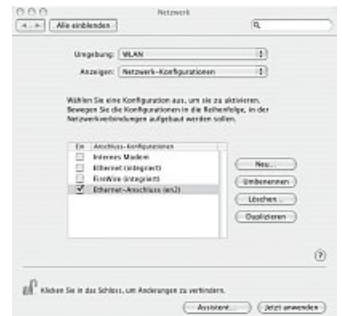 Netzwerk
Alle einblenden
Umgebung: WLAN
Anzeigen: Netzwerk-Konfigurationen
Wählen Sie eine Konfiguration aus, um sie zu aktivieren.
Bewegen Sie die Konfigurationen in die Reihenfolge, in der
Netzwerkverbindungen aufgebaut werden sollen.
Ein Anschluss-Konfigurationen
Internes Modem
Ethernet (integriert)
FireWire (integriert)
Ethernet-Anschluss (en2)
Neu...
Umbenennen
Löschen...
Duplizieren
?
Klicken Sie in das Schloss, um Änderungen zu verhindern.
Assistent...
Jetzt anwenden